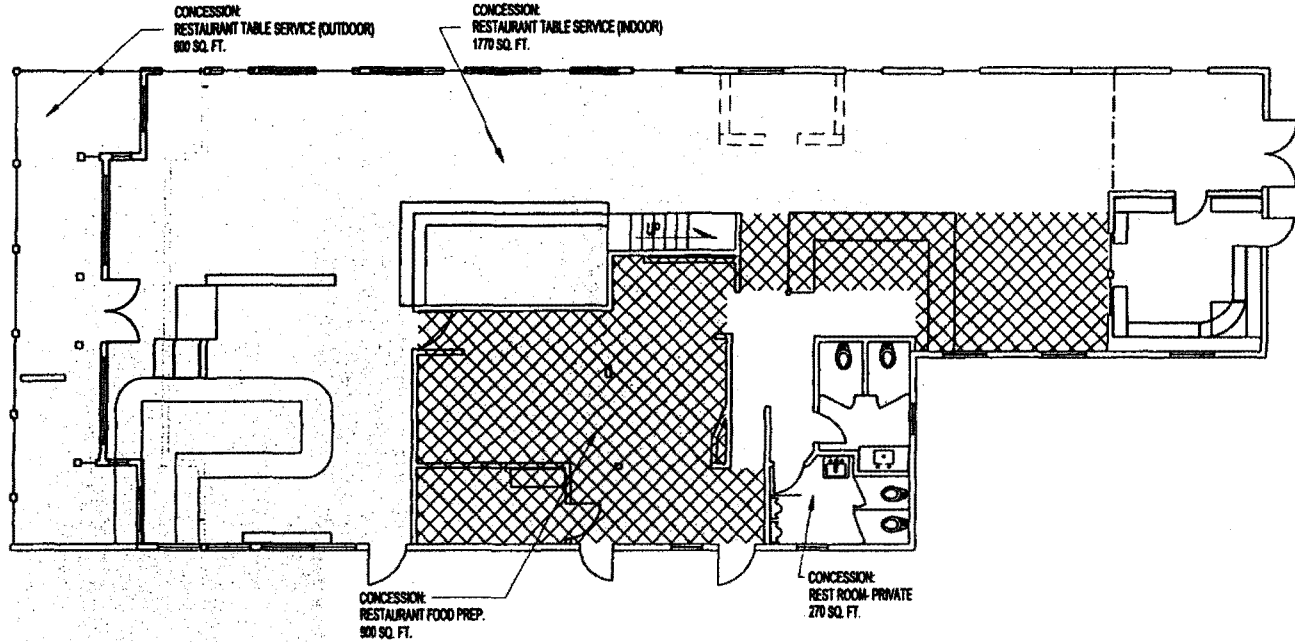 CONCESSION:
RESTAURANT TABLE SERVICE (OUTDOOR)
SQ. FT.
CONCESSION:
RESTAURANT TABLE SERVICE (INDOOR)
1770 SQ. FT.
UP
CONCESSION:
RESTAURANT FOOD PREP.
900 SQ. FT.
CONCESSION:
REST ROOM- PRIVATE
270 SQ. FT.